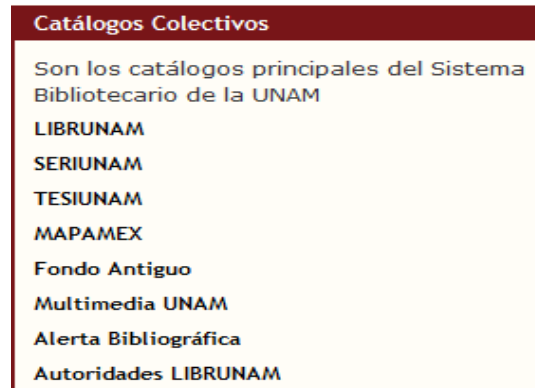 Catálogos Colectivos
Son los catálogos principales del Sistema
Bibliotecario de la UNAM
LIBRUNAM
SERIUNAM
TESIUNAM
MAPAMEX
Fondo Antiguo
Multimedia UNAM
Alerta Bibliográfica
Autoridades LIBRUNAM